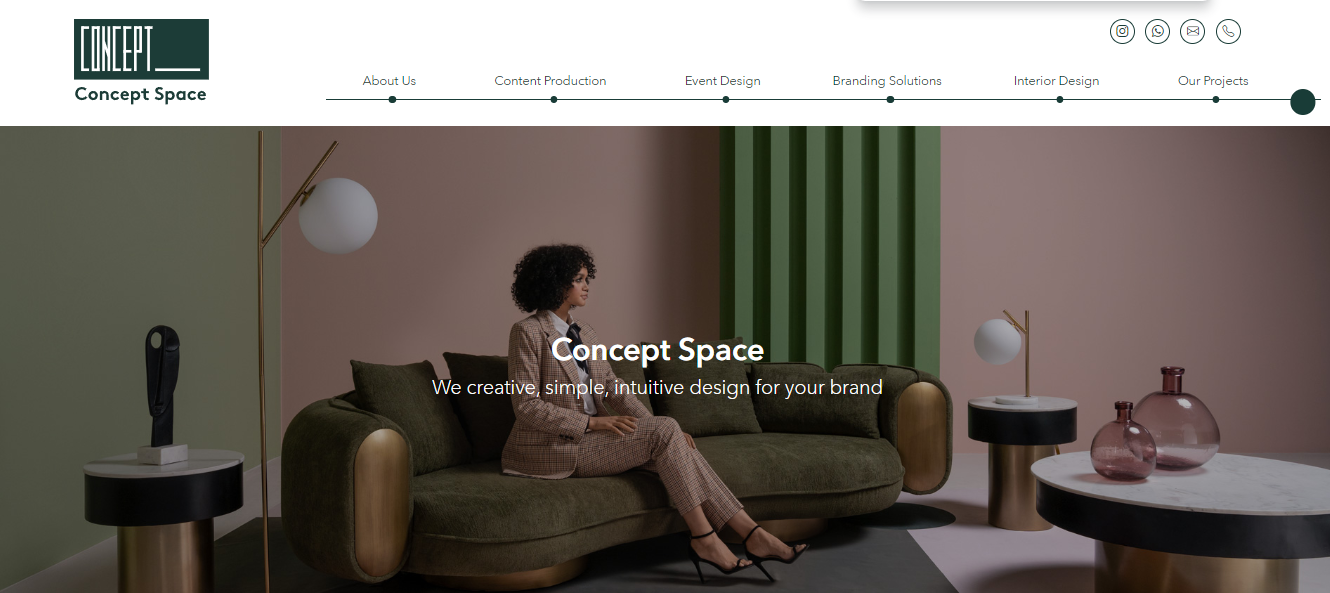 CONCEPT___
Concept Space
About Us
Content Production
Event Design
Branding Solutions
Interior Design
Our Projects
Concept Space
We creative, simple, intuitive design for your brand